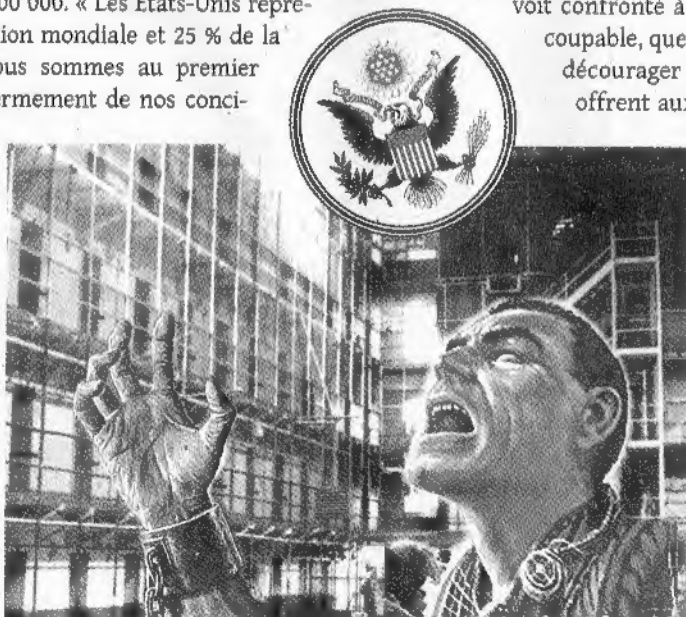 00 000. « Les États-Unis repré-
tion mondiale et 25 % de la
ous sommes au premier
ermement de nos conci-
voit confronté à
coupable, que
décourager
offrent aux